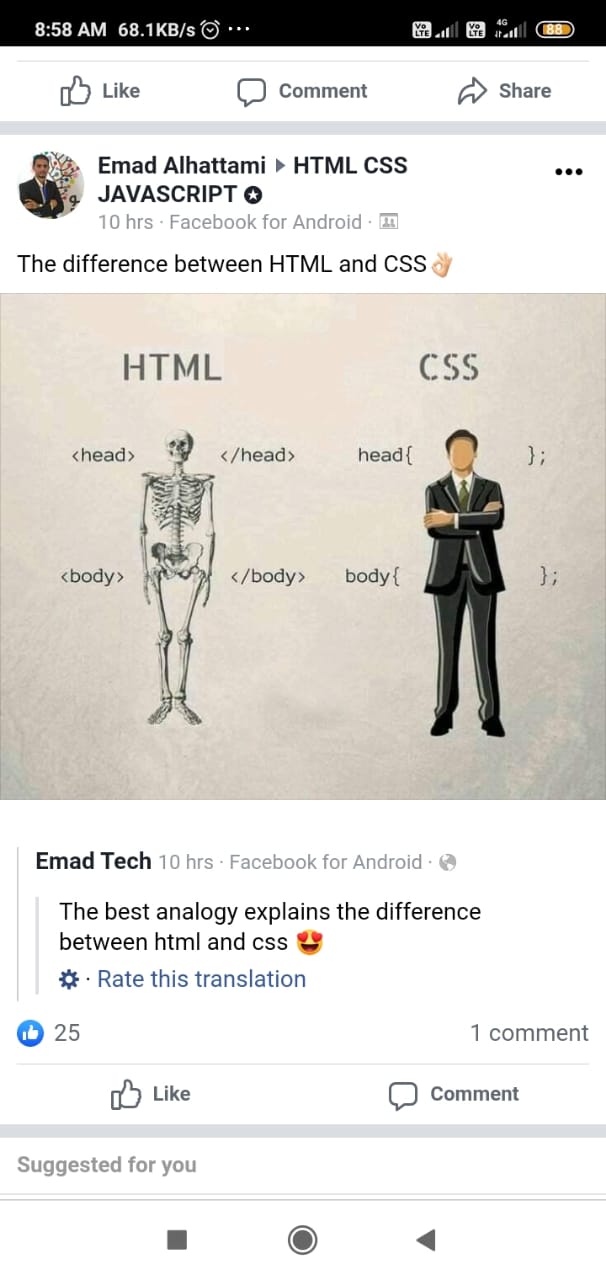 8:58 AM 68.1KB/s ...
Vo LTE Vo LTE 4G 88
Like Comment Share
Emad Alhattami ▸ HTML CSS
JAVASCRIPT
10 hrs · Facebook for Android ·
The difference between HTML and CSS👌🏻
HTML CSS
<head> </head> head{ };
<body> </body> body{ };
Emad Tech 10 hrs · Facebook for Android ·
The best analogy explains the difference
between html and css 😍
· Rate this translation
25 1 comment
Like Comment
Suggested for you